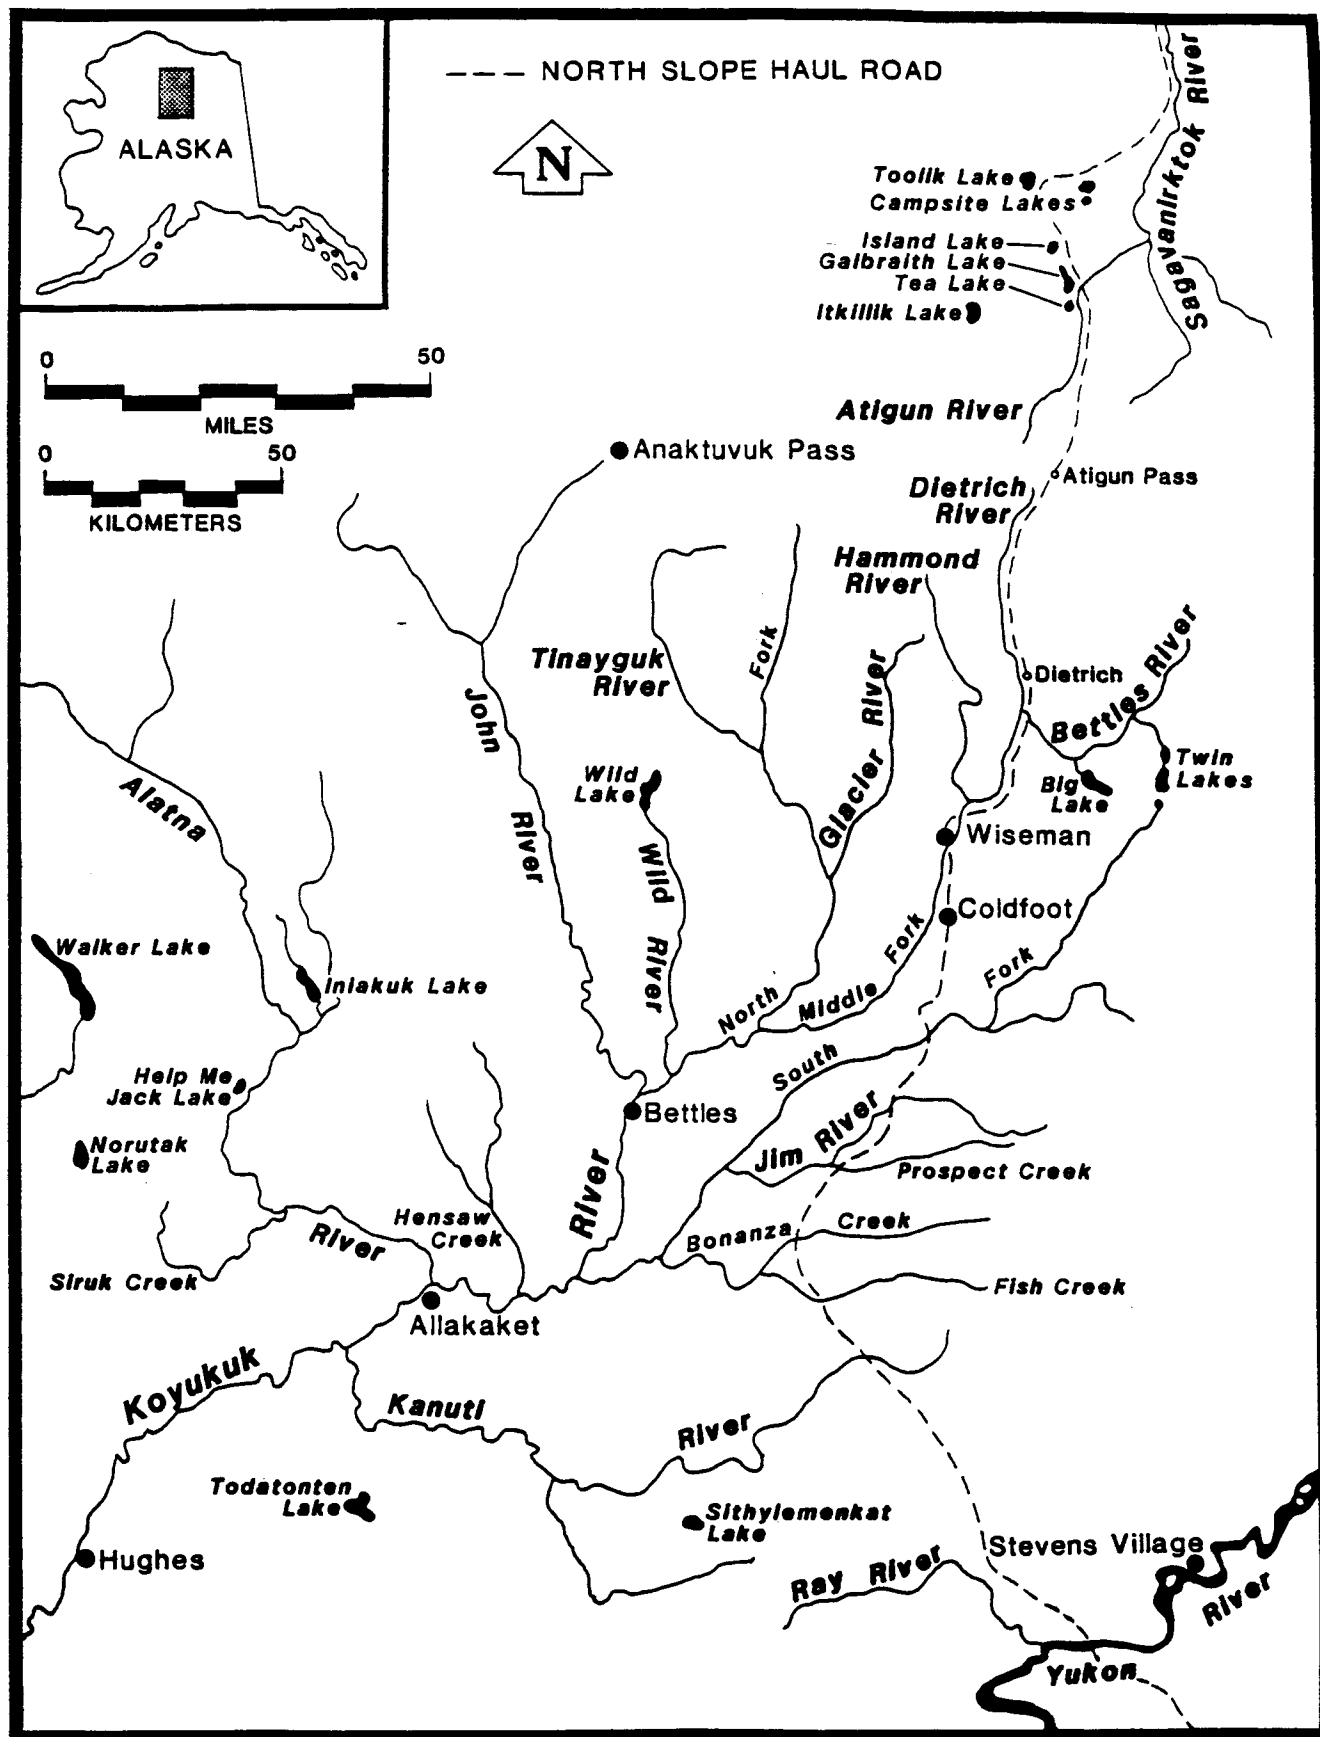 NORTH SLOPE HAUL ROAD
ALASKA
N
Sagavanirktok River
Toolik Lake
Campsite Lakes
Island Lake
Galbraith Lake
Tea Lake
Itkillik Lake
0 50
MILES
0 50
KILOMETERS
Atigun River
Anaktuvuk Pass
Atigun Pass
Dietrich
River
Hammond
River
Tinayguk
River
Fork
Glacier River
Dietrich
Bettles River
John River
Wild
Lake
Wild River
Big
Lake
Twin
Lakes
Alatna
Wiseman
Coldfoot
Walker Lake
Iniakuk Lake
North
Middle Fork
South Fork
Help Me
Jack Lake
Bettles
Norutak
Lake
Jim River
Prospect Creek
River
Hensaw
Creek
River
Bonanza Creek
Siruk Creek
Fish Creek
Allakaket
Koyukuk
Kanuti River
Todatonten
Lake
Sithylemenkat
Lake
Hughes
Stevens Village
Ray River
River
Yukon